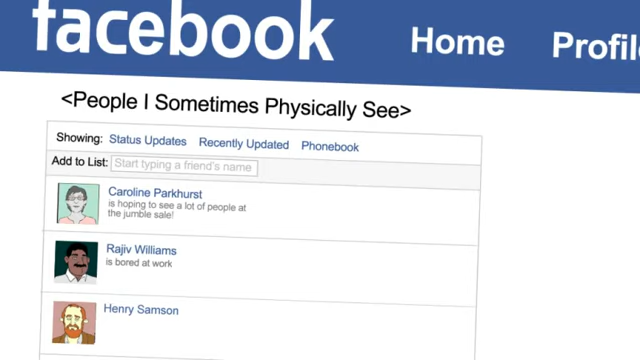 facebook
Home Profile
<People I Sometimes Physically See>
Showing: Status Updates Recently Updated Phonebook
Add to List: Start typing a friend's name
Caroline Parkhurst
is hoping to see a lot of people at
the jumble sale!
Rajiv Williams
is bored at work
Henry Samson